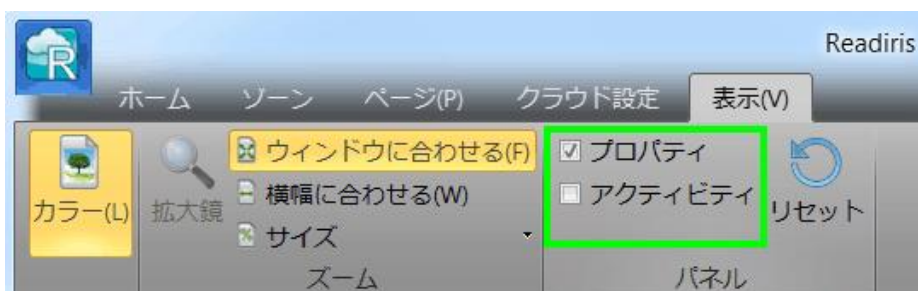 Readiris
R
ホーム ゾーン ページ(P) クラウド設定 表示(V)
カラー(L)
拡大鏡
ウィンドウに合わせる(F)
横幅に合わせる(W)
サイズ
ズーム
プロパティ
アクティビティ
リセット
パネル